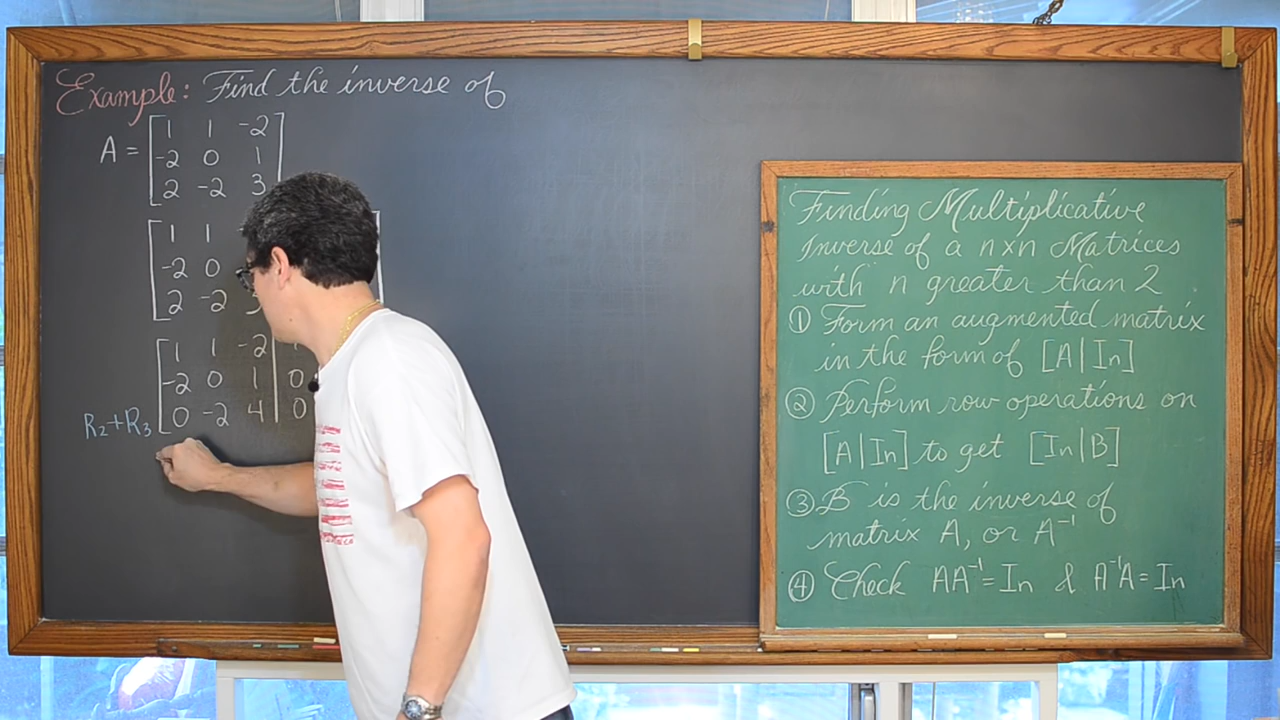 Example: Find the inverse of
1 1 -2
A = -2 0 1
2 -2 3
1 1
-2 0
2 -2
1 1 -2 1
-2 0 1 0
R2+R3 0 -2 4 0
Finding Multiplicative
Inverse of a n×n Matrices
with n greater than 2
① Form an augmented matrix
in the form of [A|In]
② Perform row operations on
[A|In] to get [In|B]
③ B is the inverse of
matrix A, or A⁻¹
④ Check AA⁻¹=In & A⁻¹A=In